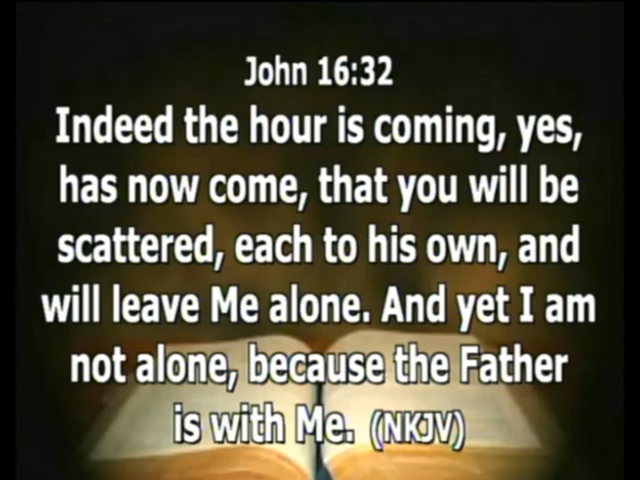 John 16:32
Indeed the hour is coming, yes,
has now come, that you will be
scattered, each to his own, and
will leave Me alone. And yet I am
not alone, because the Father
is with Me. (NKJV)